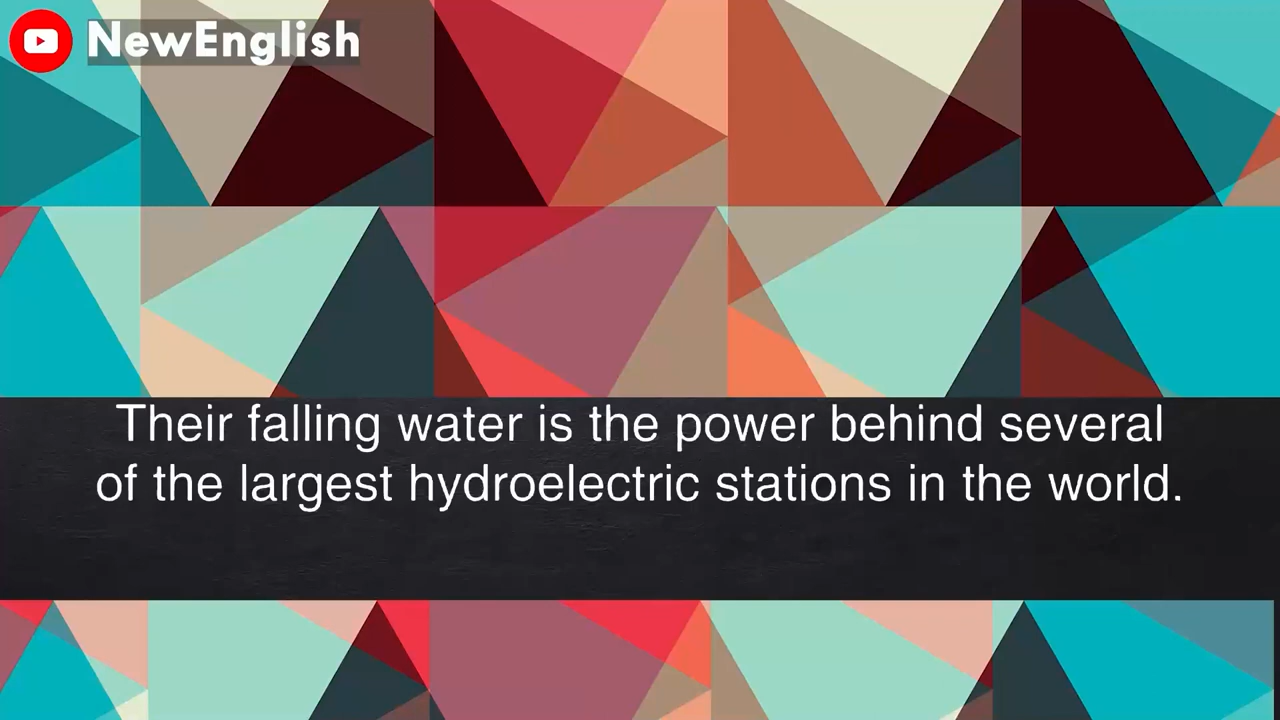 NewEnglish
Their falling water is the power behind several
of the largest hydroelectric stations in the world.